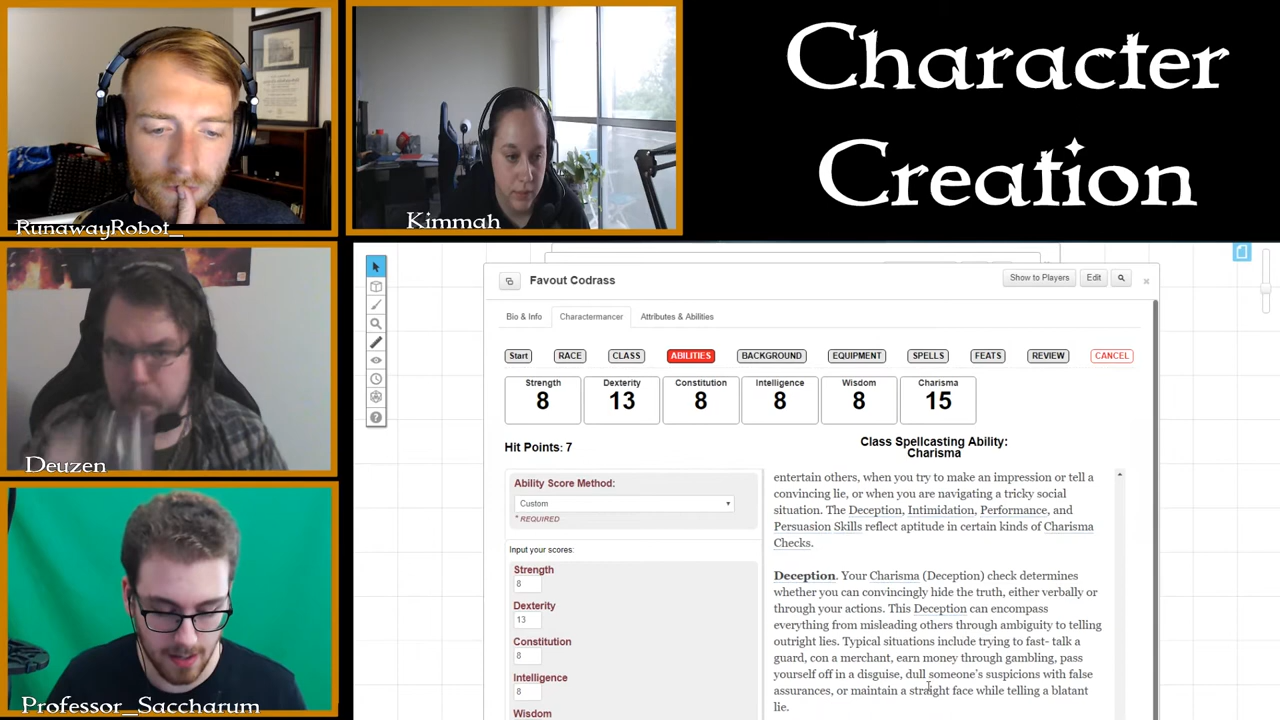 Character
Creation
RunawayRobot_
Kimmah
Deuzen
Professor_Saccharum
Favout Codrass
Show to Players
Edit
Bio & Info
Charactermancer
Attributes & Abilities
Start
RACE
CLASS
ABILITIES
BACKGROUND
EQUIPMENT
SPELLS
FEATS
REVIEW
CANCEL
Strength
8
Dexterity
13
Constitution
8
Intelligence
8
Wisdom
8
Charisma
15
Hit Points: 7
Class Spellcasting Ability:
Charisma
Ability Score Method:
Custom
* REQUIRED
Input your scores:
Strength
8
Dexterity
13
Constitution
8
Intelligence
8
Wisdom
entertain others, when you try to make an impression or tell a
convincing lie, or when you are navigating a tricky social
situation. The Deception, Intimidation, Performance, and
Persuasion Skills reflect aptitude in certain kinds of Charisma
Checks.
Deception. Your Charisma (Deception) check determines
whether you can convincingly hide the truth, either verbally or
through your actions. This Deception can encompass
everything from misleading others through ambiguity to telling
outright lies. Typical situations include trying to fast- talk a
guard, con a merchant, earn money through gambling, pass
yourself off in a disguise, dull someone's suspicions with false
assurances, or maintain a straight face while telling a blatant
lie.